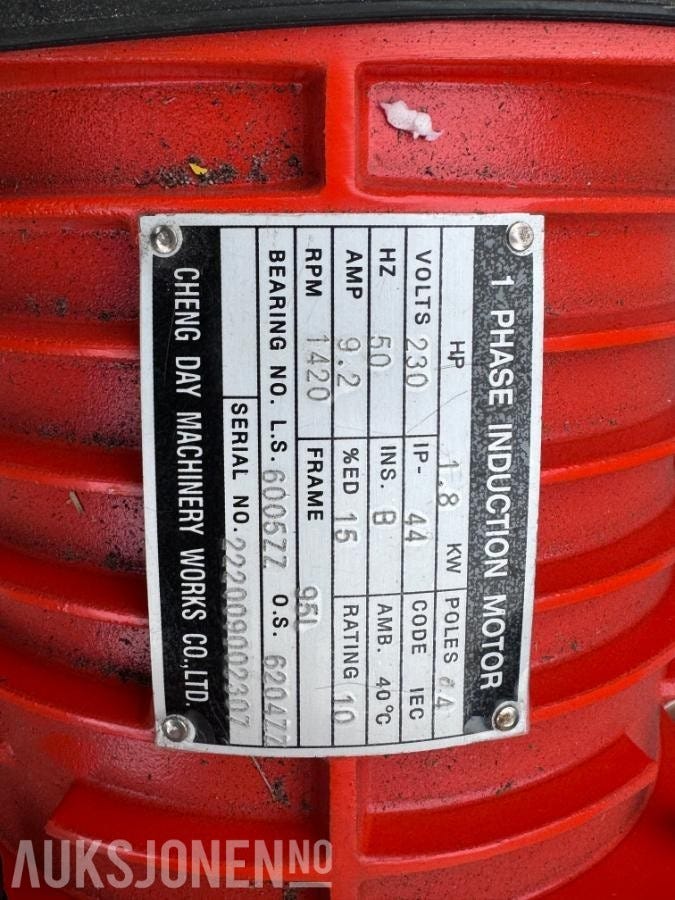 1 PHASE INDUCTION MOTOR
HP 1.8 KW POLES 4
VOLTS 230 IP- 44 CODE IEC
HZ 50 INS. B AMB. 40°C
AMP 9.2 %ED 15 RATING 10
RPM 1420 FRAME 95L
BEARING NO. L.S. 6005ZZ O.S. 6204ZZ
SERIAL NO. 222009002307
CHENG DAY MACHINERY WORKS CO.,LTD.
AUKSJONEN.NO